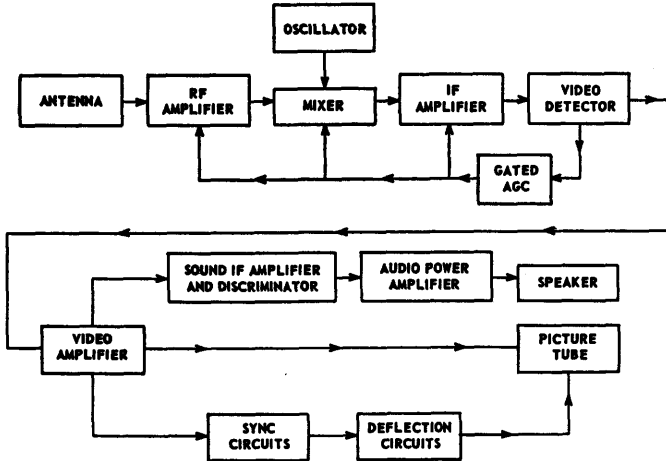 OSCILLATOR
ANTENNA
RF
AMPLIFIER
MIXER
IF
AMPLIFIER
VIDEO
DETECTOR
GATED
AGC
SOUND IF AMPLIFIER
AND DISCRIMINATOR
AUDIO POWER
AMPLIFIER
SPEAKER
VIDEO
AMPLIFIER
PICTURE
TUBE
SYNC
CIRCUITS
DEFLECTION
CIRCUITS